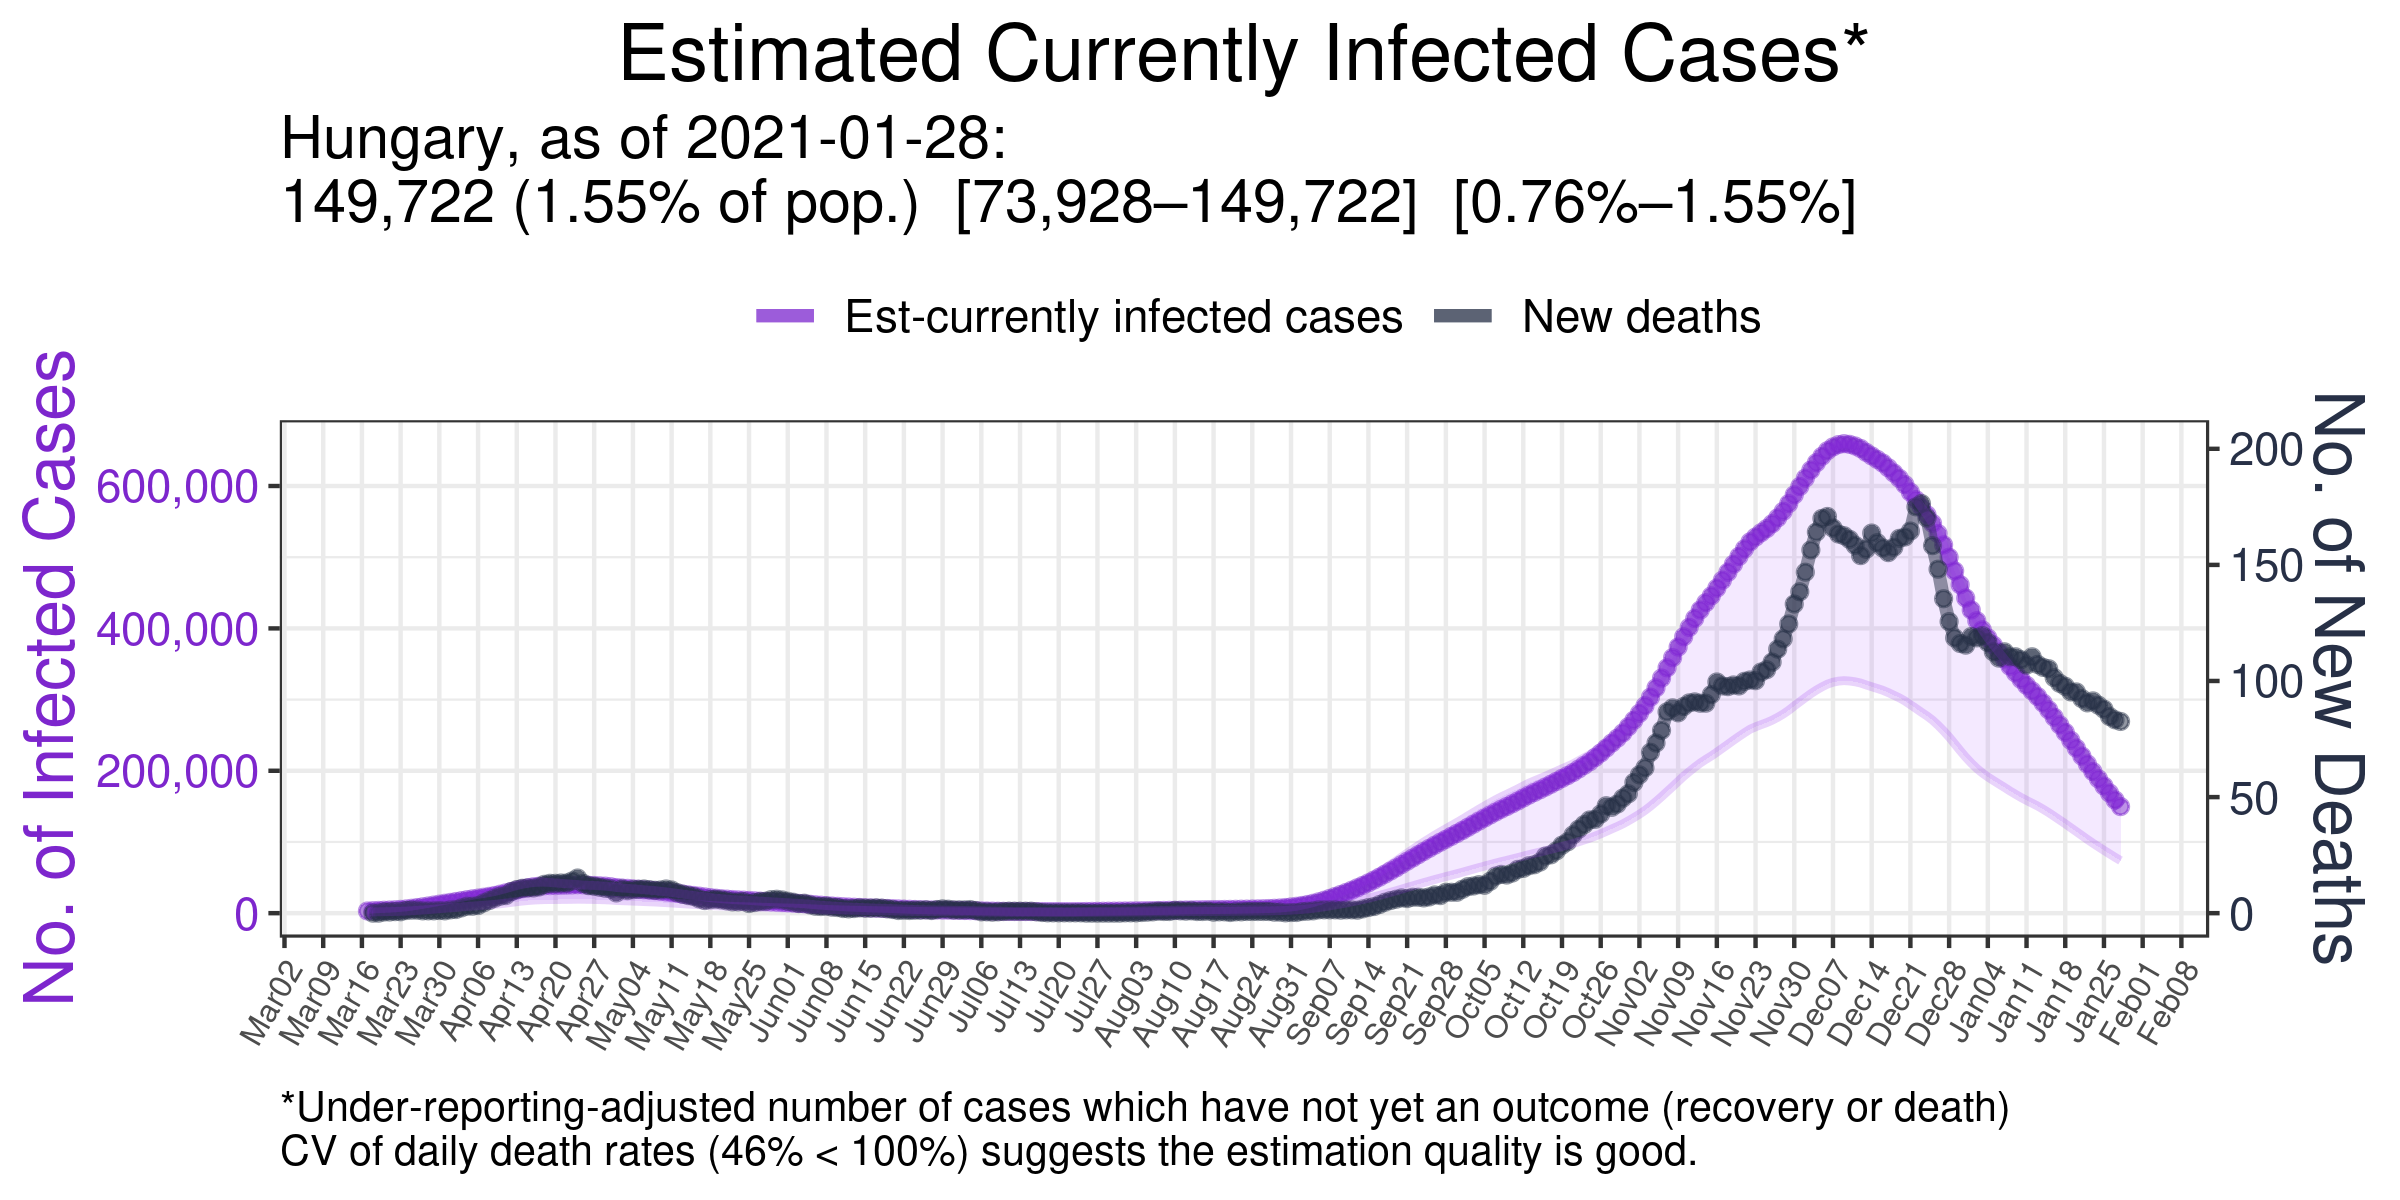 Estimated Currently Infected Cases*
Hungary, as of 2021-01-28:
149,722 (1.55% of pop.)  [73,928–149,722]  [0.76%–1.55%]
Est-currently infected cases
New deaths
No. of Infected Cases
600,000
400,000
200,000
0
200
150
100
50
0
No. of New Deaths
Mar02
Mar09
Mar16
Mar23
Mar30
Apr06
Apr13
Apr20
Apr27
May04
May11
May18
May25
Jun01
Jun08
Jun15
Jun22
Jun29
Jul06
Jul13
Jul20
Jul27
Aug03
Aug10
Aug17
Aug24
Aug31
Sep07
Sep14
Sep21
Sep28
Oct05
Oct12
Oct19
Oct26
Nov02
Nov09
Nov16
Nov23
Nov30
Dec07
Dec14
Dec21
Dec28
Jan04
Jan11
Jan18
Jan25
Feb01
Feb08
*Under-reporting-adjusted number of cases which have not yet an outcome (recovery or death)
CV of daily death rates (46% < 100%) suggests the estimation quality is good.